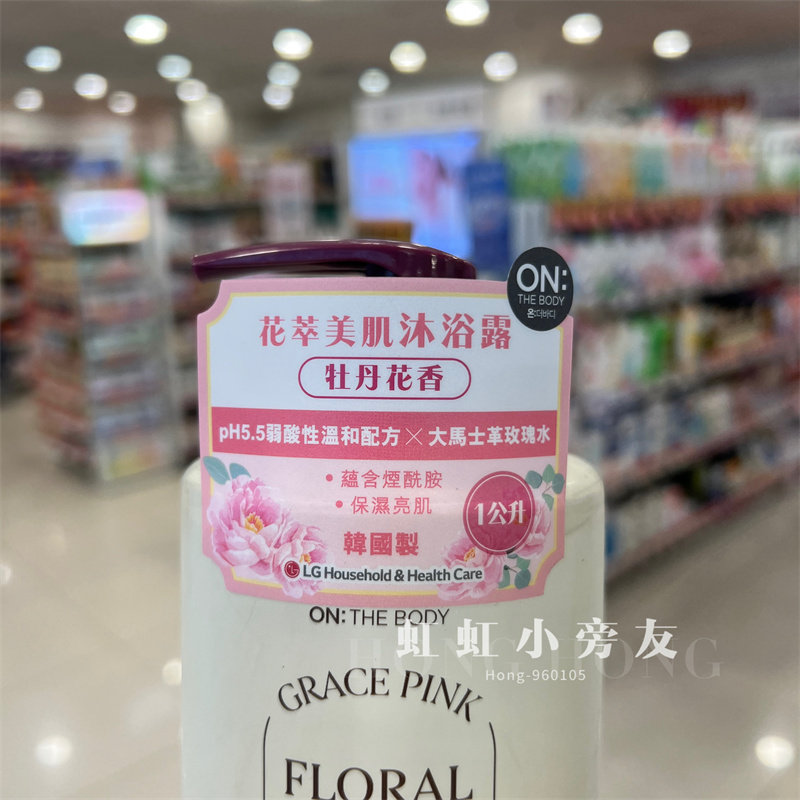 ON:
THE BODY
온:더바디
花萃美肌沐浴露
牡丹花香
pH5.5弱酸性溫和配方×大馬士革玫瑰水
•蘊含煙酰胺
•保濕亮肌
1公升
韓國製
LG Household & Health Care
ON: THE BODY
虹虹小旁友
HONG HONG
Hong-960105
GRACE PINK
FLORAL